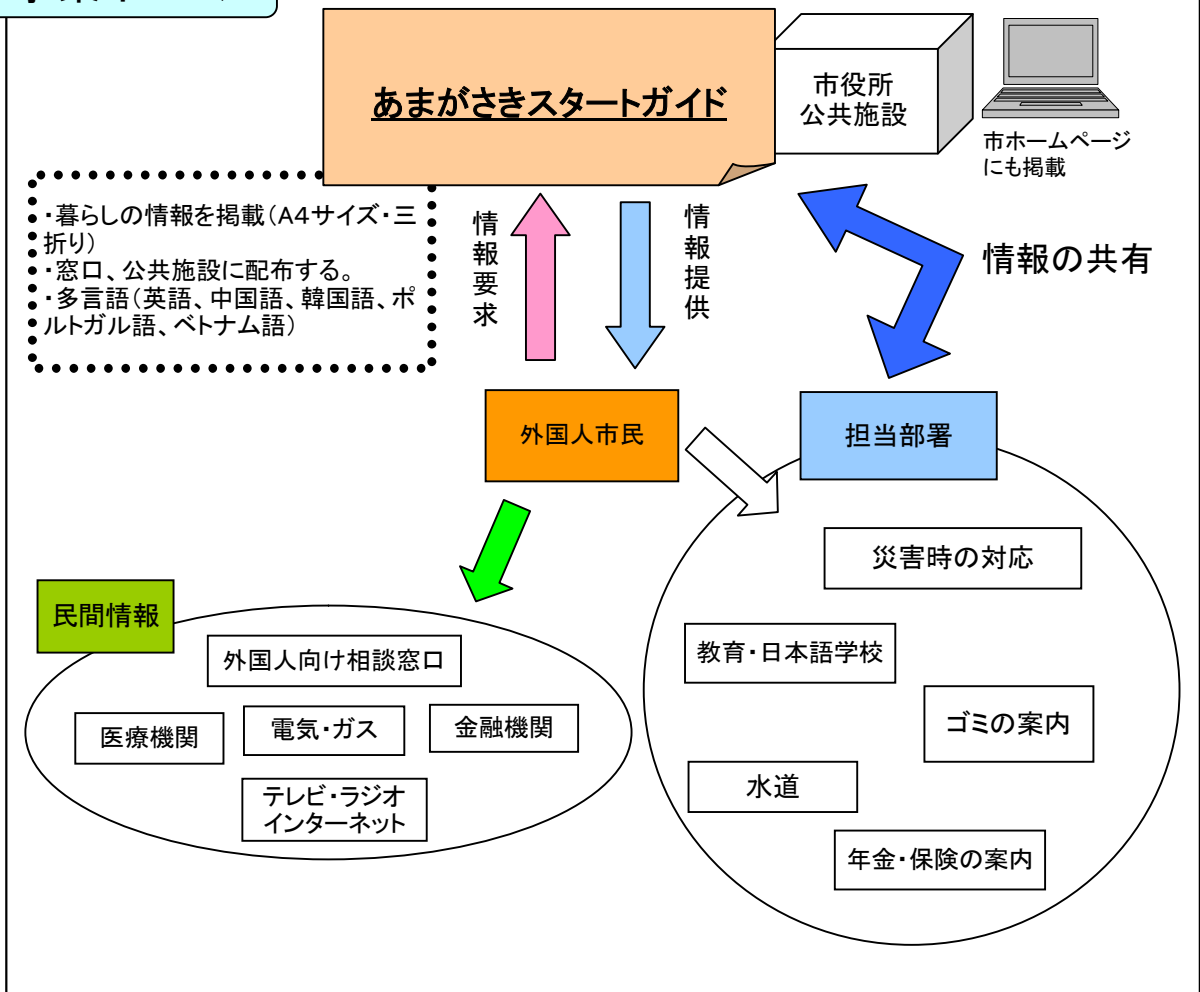 あまがさきスタートガイド
市役所
公共施設
市ホームページ
にも掲載
・暮らしの情報を掲載(A4サイズ・三
折り)
・窓口、公共施設に配布する。
・多言語(英語、中国語、韓国語、ポ
ルトガル語、ベトナム語)
情報要求
情報提供
情報の共有
外国人市民
担当部署
災害時の対応
教育・日本語学校
ゴミの案内
水道
年金・保険の案内
民間情報
外国人向け相談窓口
医療機関
電気・ガス
金融機関
テレビ・ラジオ
インターネット